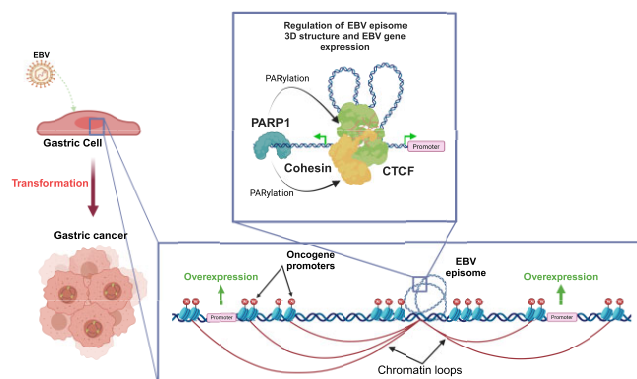 Regulation of EBV episome
3D structure and EBV gene
expression
EBV
PARylation
PARP1
Promoter
Gastric Cell
Cohesin
CTCF
PARylation
Transformation
Gastric cancer
Oncogene
promoters
EBV
episome
Overexpression
Overexpression
Promoter
Promoter
Chromatin loops